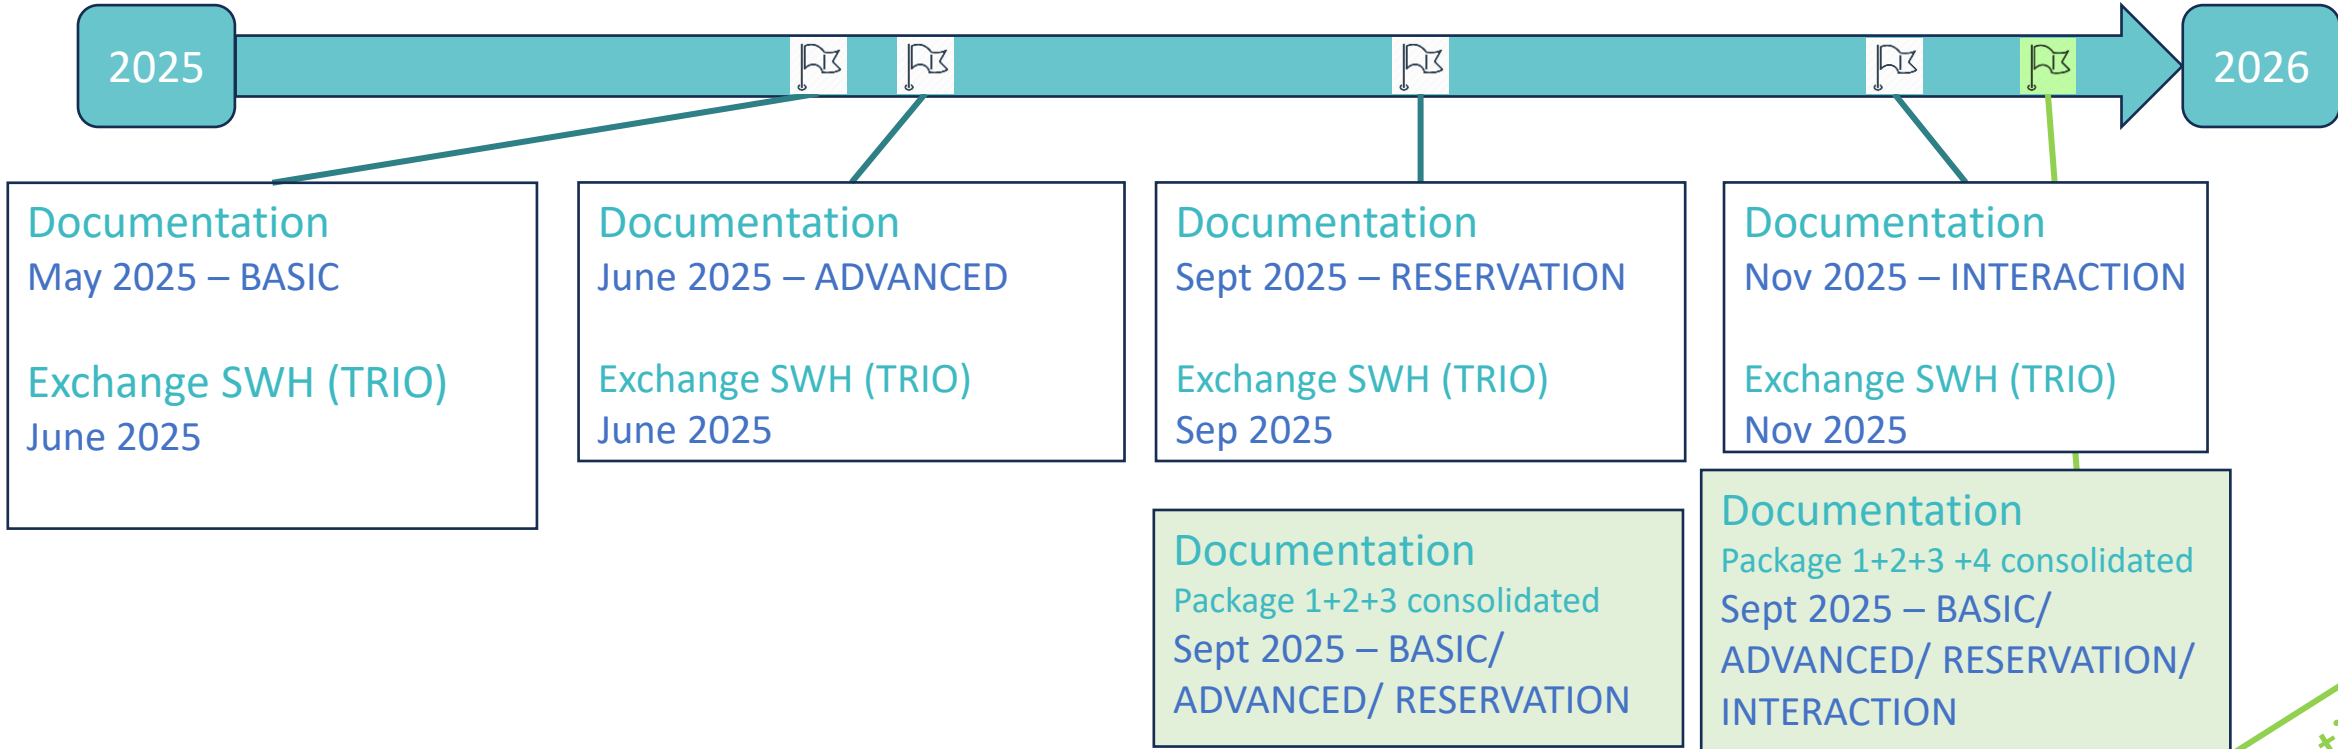 2025
2026
Documentation
May 2025 – BASIC
Exchange SWH (TRIO)
June 2025
Documentation
June 2025 – ADVANCED
Exchange SWH (TRIO)
June 2025
Documentation
Sept 2025 – RESERVATION
Exchange SWH (TRIO)
Sep 2025
Documentation
Nov 2025 – INTERACTION
Exchange SWH (TRIO)
Nov 2025
Documentation
Package 1+2+3 consolidated
Sept 2025 – BASIC/
ADVANCED/ RESERVATION
Documentation
Package 1+2+3 +4 consolidated
Sept 2025 – BASIC/
ADVANCED/ RESERVATION/
INTERACTION